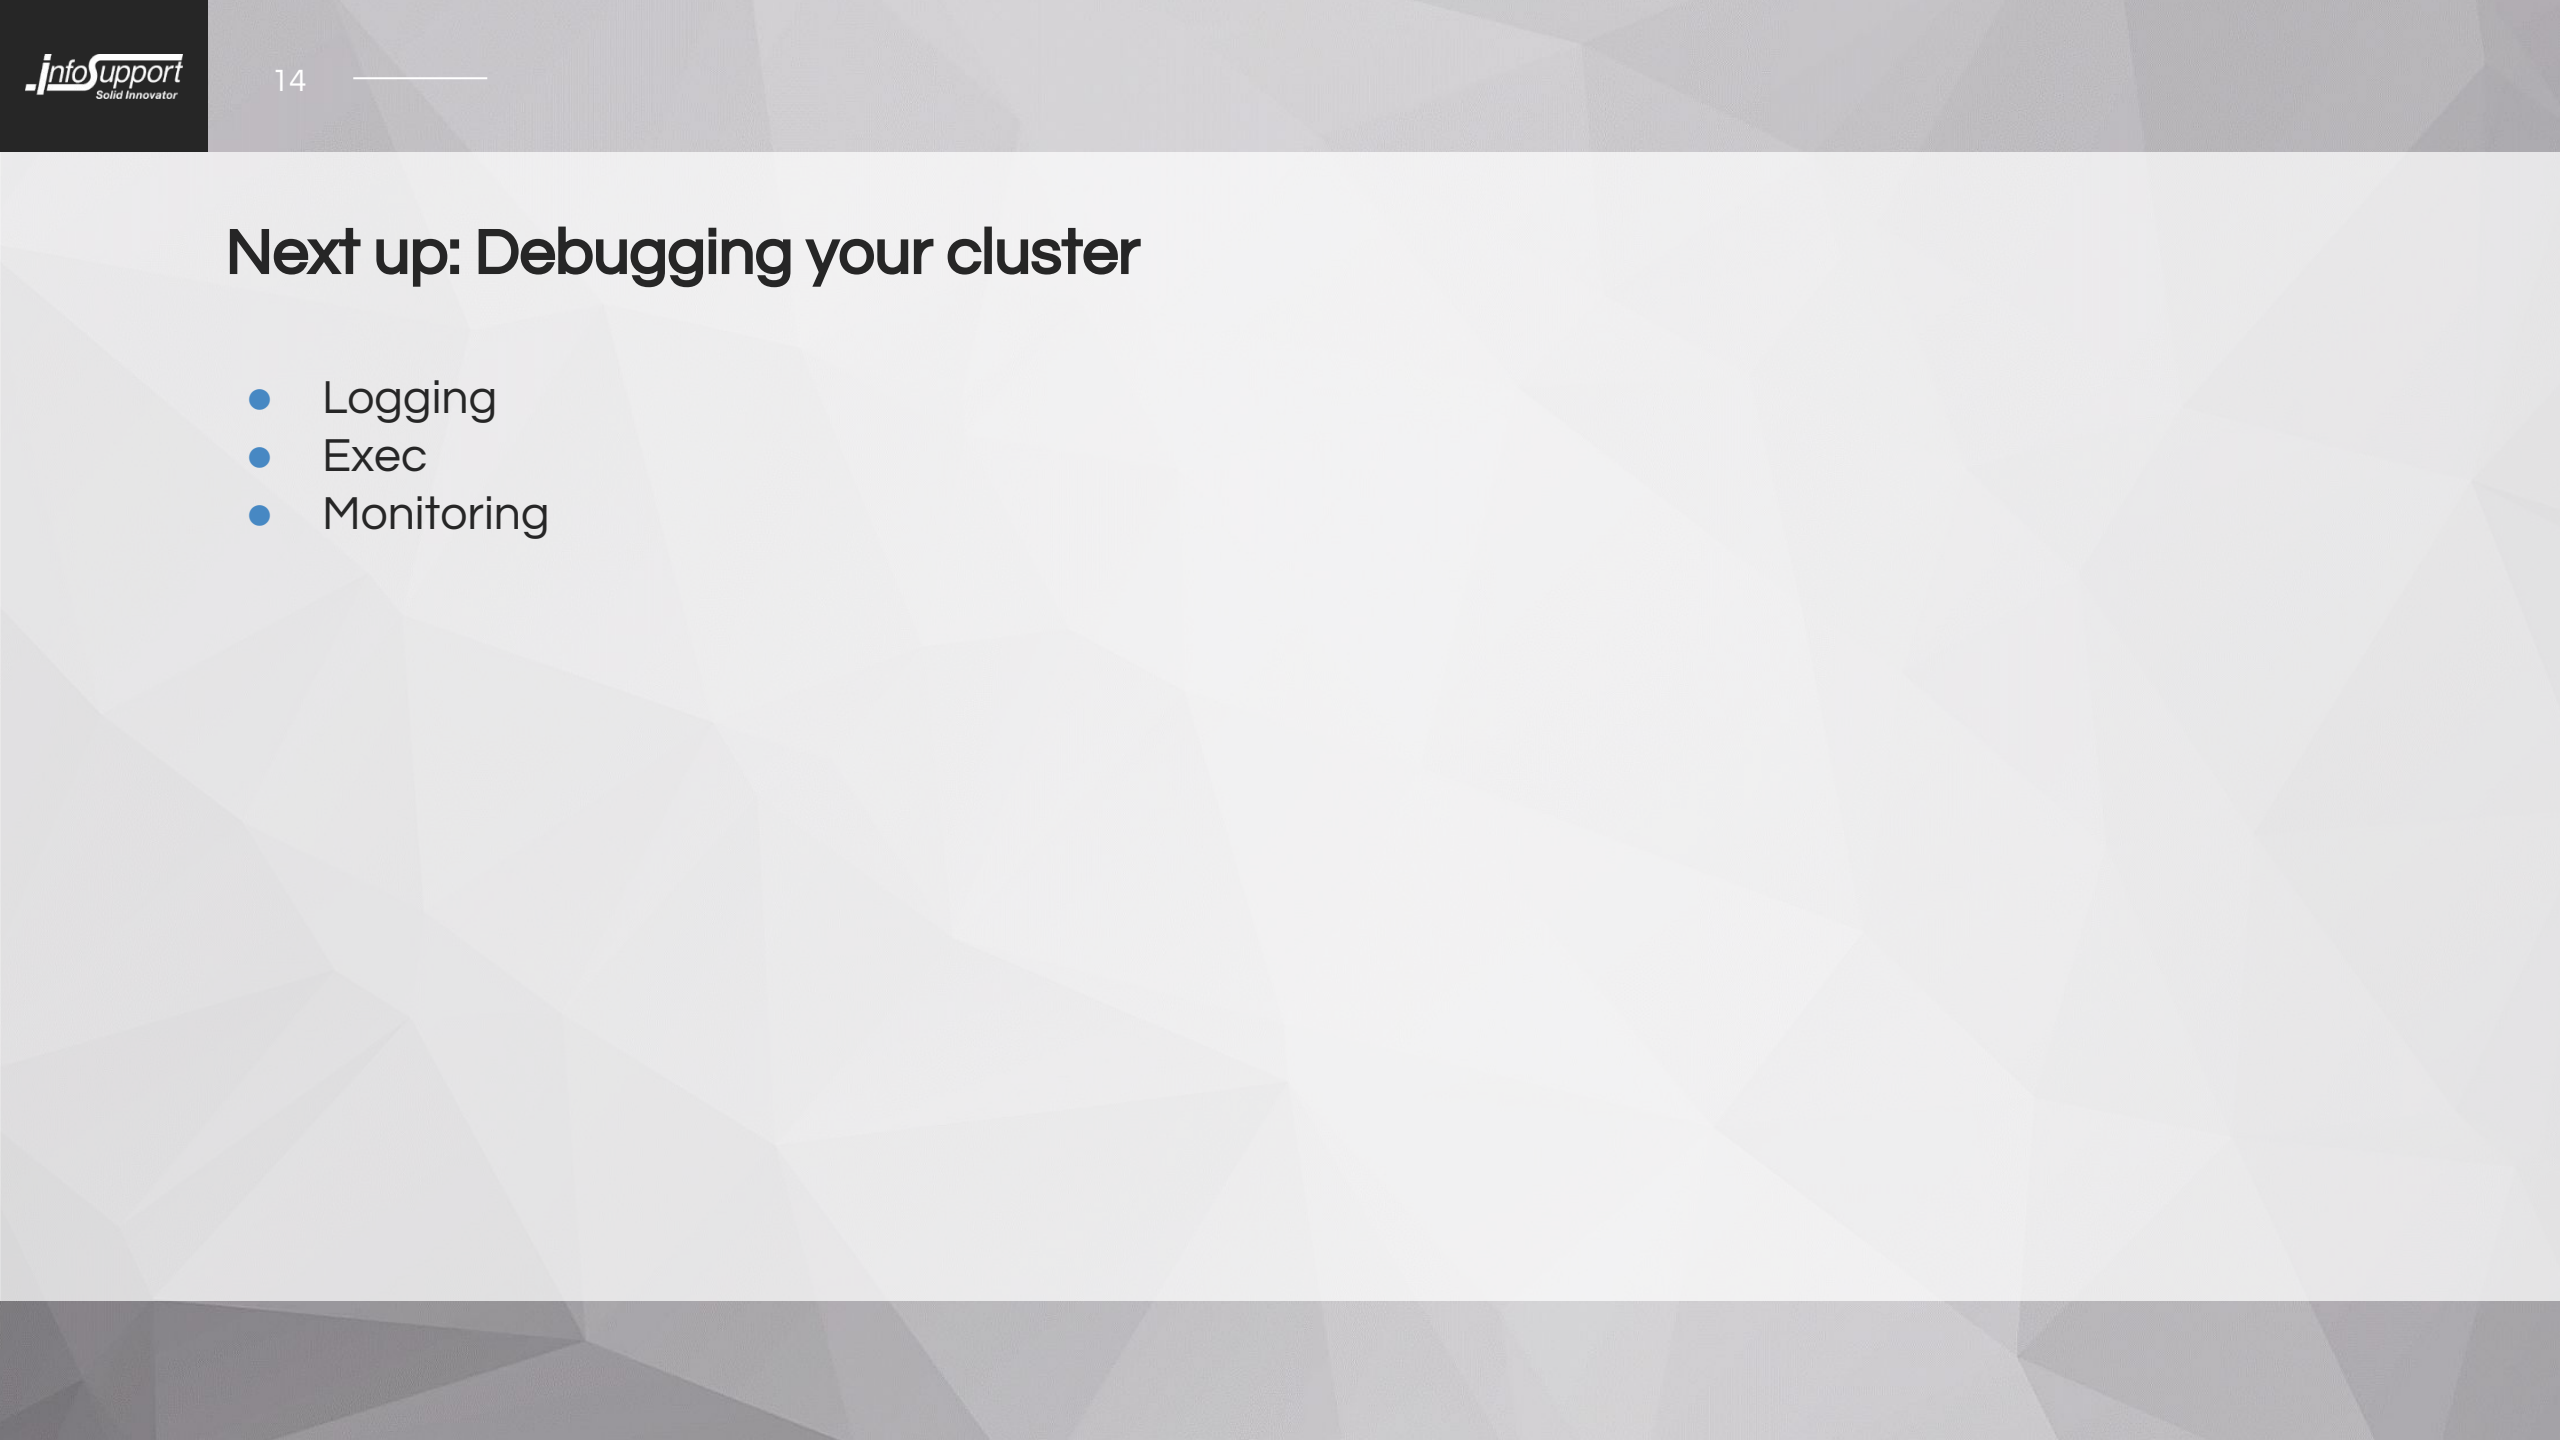 infoSupport
Solid Innovator
14
Next up: Debugging your cluster
Logging
Exec
Monitoring